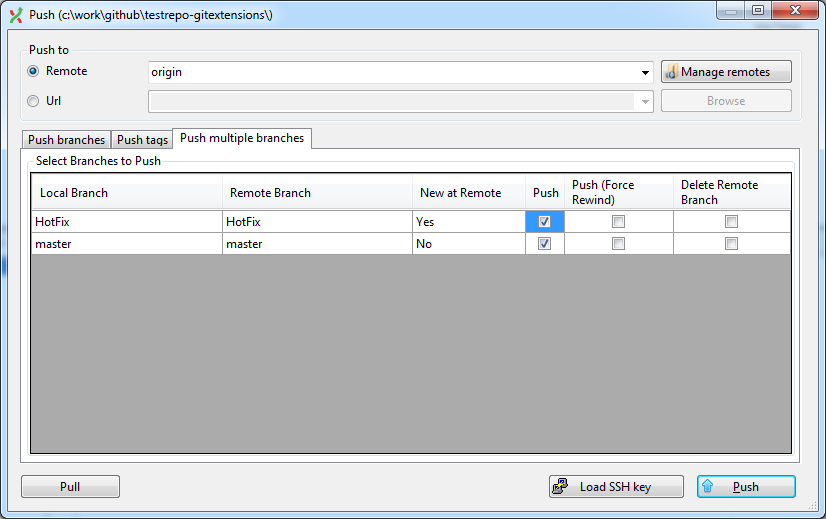 Push (c:\work\github\testrepo-gitextensions\)
Push to
Remote origin Manage remotes
Url Browse
Push branches Push tags Push multiple branches
Select Branches to Push
Local Branch Remote Branch New at Remote Push Push (Force Rewind) Delete Remote Branch
HotFix HotFix Yes
master master No
Pull Load SSH key Push